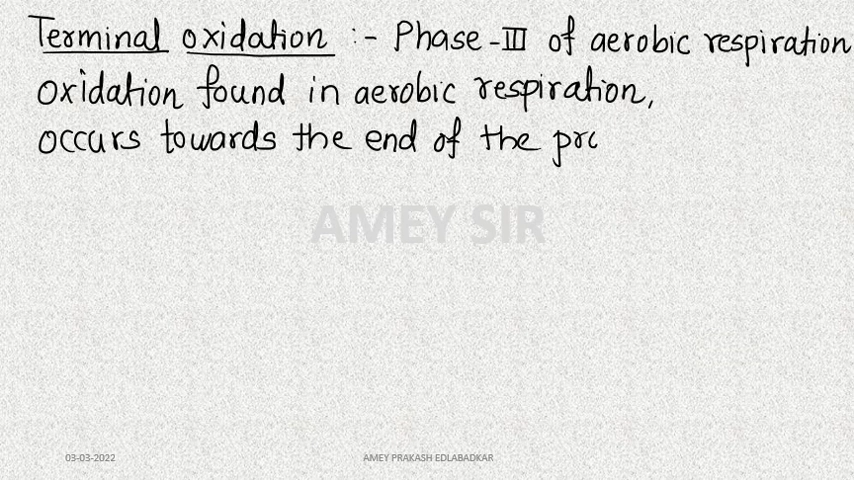 Terminal oxidation :- Phase-III of aerobic respiration
oxidation found in aerobic respiration,
occurs towards the end of the pro
AMEY SIR
03-03-2022
AMEY PRAKASH EDLABADKAR